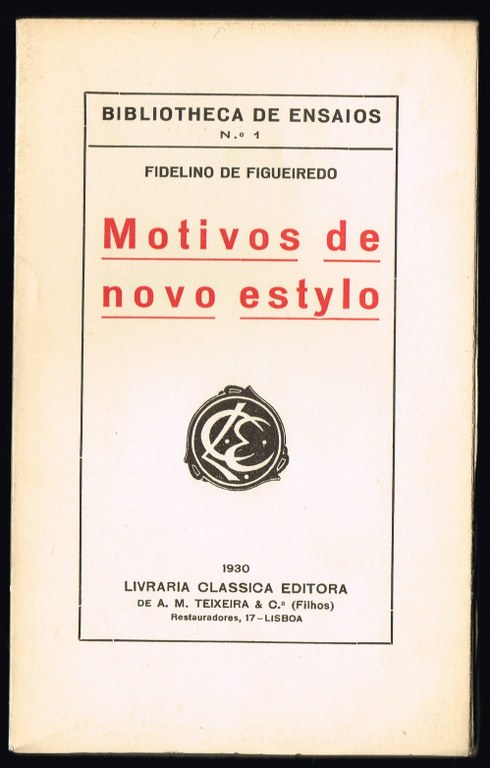 BIBLIOTHECA DE ENSAIOS
N.º 1
FIDELINO DE FIGUEIREDO
Motivos de
novo estylo
1930
LIVRARIA CLASSICA EDITORA
DE A. M. TEIXEIRA & C.ª (Filhos)
Restauradores, 17—LISBOA